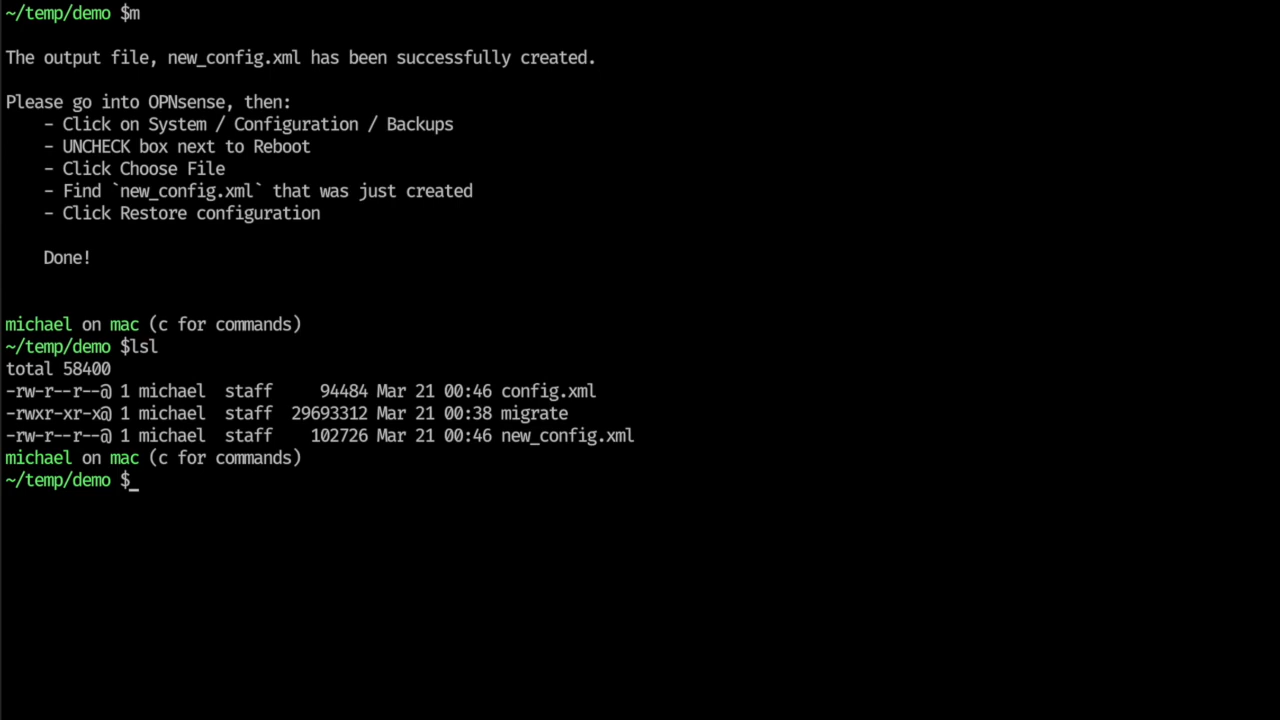 ~/temp/demo $m
The output file, new_config.xml has been successfully created.
Please go into OPNsense, then:
- Click on System / Configuration / Backups
- UNCHECK box next to Reboot
- Click Choose File
- Find `new_config.xml` that was just created
- Click Restore configuration
Done!
michael on mac (c for commands)
~/temp/demo $lsl
total 58400
-rw-r--r--@ 1 michael  staff     94484 Mar 21 00:46 config.xml
-rwxr-xr-x@ 1 michael  staff  29693312 Mar 21 00:38 migrate
-rw-r--r--@ 1 michael  staff    102726 Mar 21 00:46 new_config.xml
michael on mac (c for commands)
~/temp/demo $_